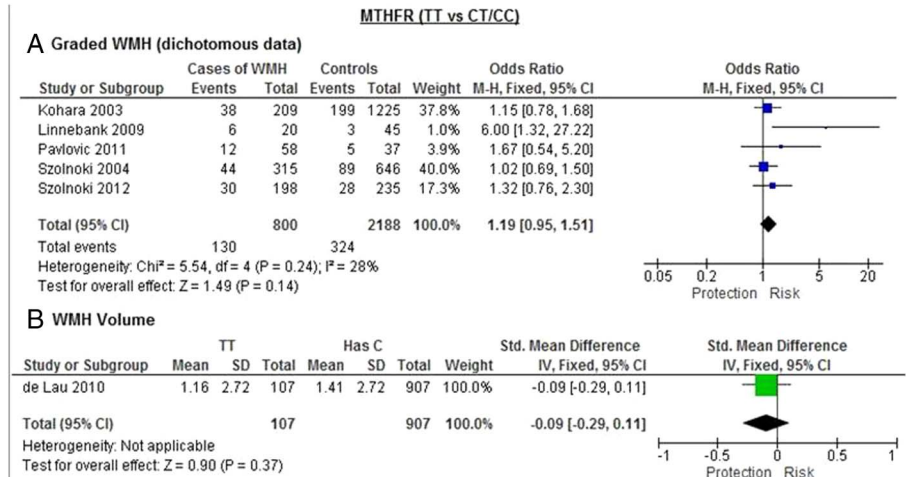 MTHFR (TT vs CT/CC)
A Graded WMH (dichotomous data)
Cases of WMH Controls Odds Ratio Odds Ratio
Study or Subgroup Events Total Events Total Weight M-H, Fixed, 95% CI M-H, Fixed, 95% CI
Kohara 2003 38 209 199 1225 37.8% 1.15 [0.78, 1.68]
Linnebank 2009 6 20 3 45 1.0% 6.00 [1.32, 27.22]
Pavlovic 2011 12 58 5 37 3.9% 1.67 [0.54, 5.20]
Szolnoki 2004 44 315 89 646 40.0% 1.02 [0.69, 1.50]
Szolnoki 2012 30 198 28 235 17.3% 1.32 [0.76, 2.30]
Total (95% CI) 800 2188 100.0% 1.19 [0.95, 1.51]
Total events 130 324
Heterogeneity: Chi² = 5.54, df = 4 (P = 0.24); I² = 28%
Test for overall effect: Z = 1.49 (P = 0.14)
0.05 0.2 1 5 20
Protection Risk
B WMH Volume
TT Has C Std. Mean Difference Std. Mean Difference
Study or Subgroup Mean SD Total Mean SD Total Weight IV, Fixed, 95% CI IV, Fixed, 95% CI
de Lau 2010 1.16 2.72 107 1.41 2.72 907 100.0% -0.09 [-0.29, 0.11]
Total (95% CI) 107 907 100.0% -0.09 [-0.29, 0.11]
Heterogeneity: Not applicable
Test for overall effect: Z = 0.90 (P = 0.37)
-1 -0.5 0 0.5 1
Protection Risk